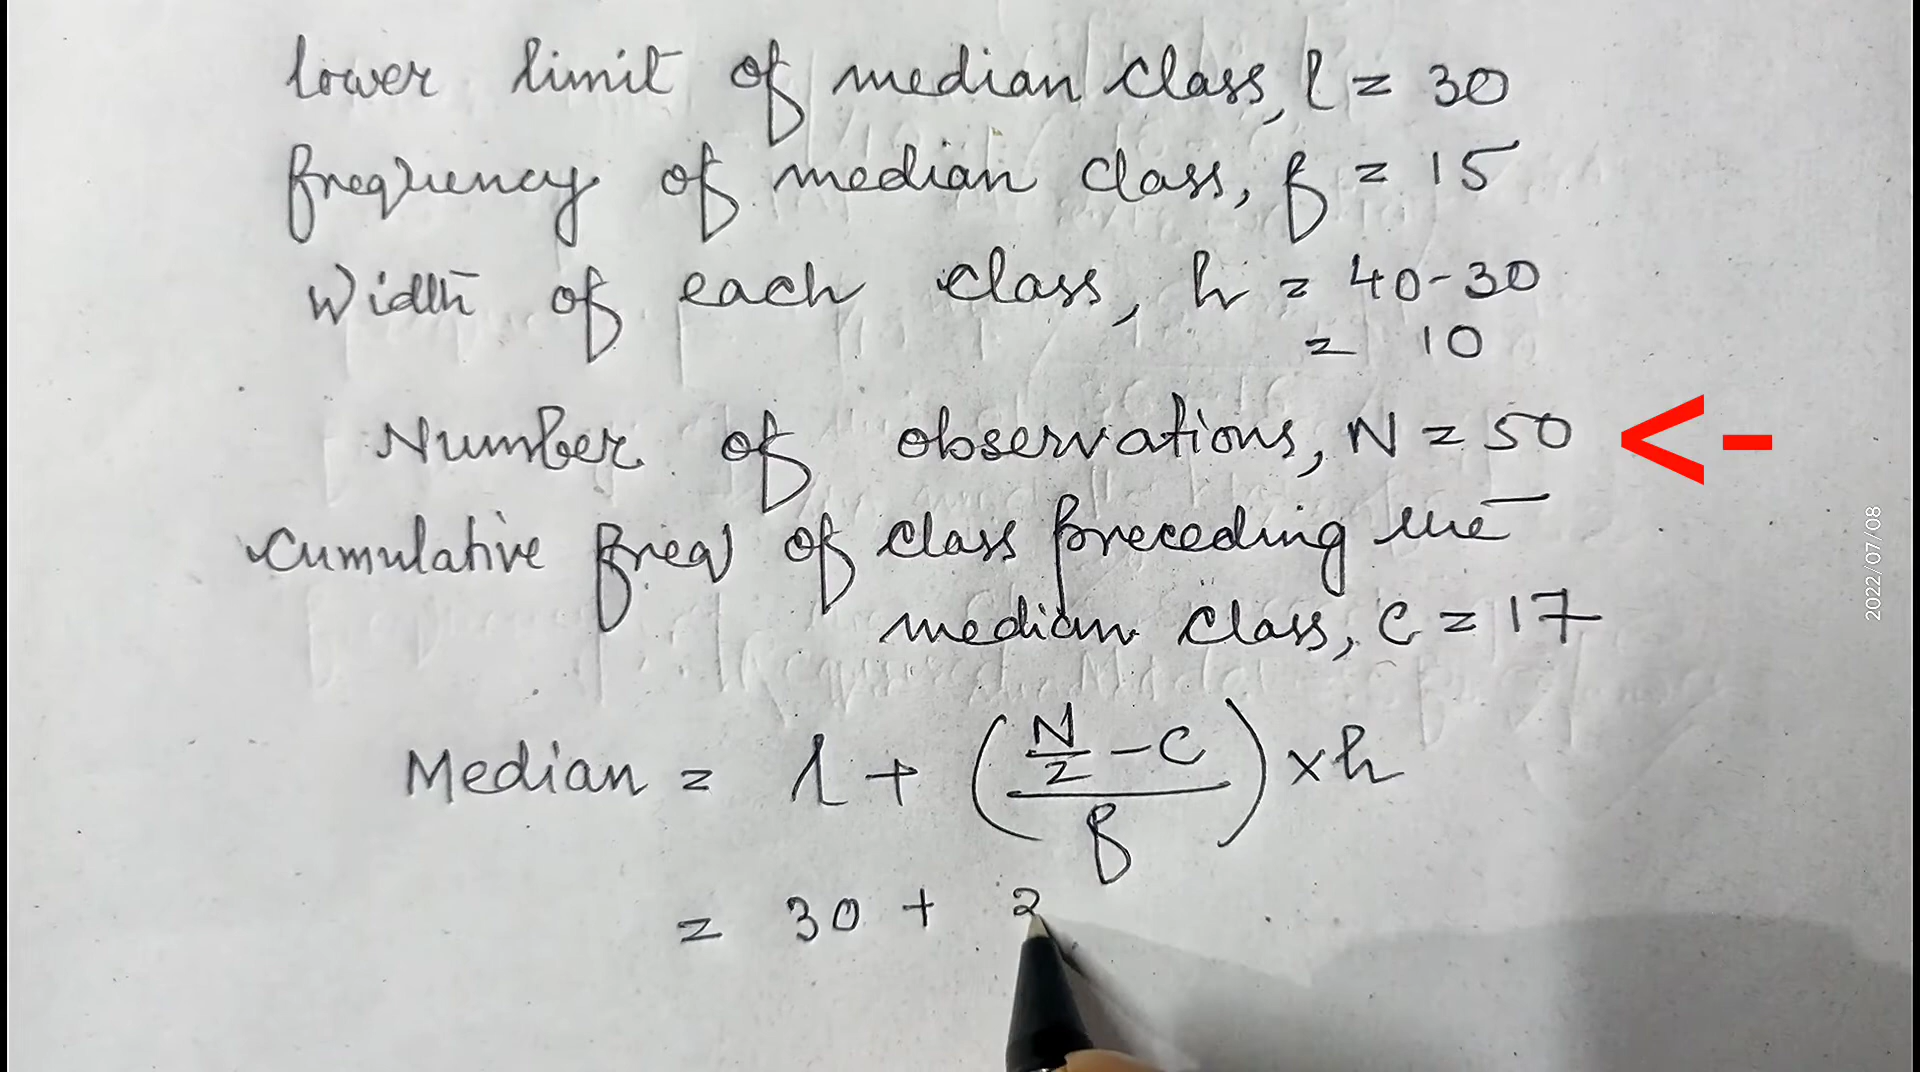 lower limit of median class, l = 30
frequency of median class, f = 15
Width of each class, h = 40-30
= 10
Number of observations, N = 50 <-
Cumulative freq of class preceding the
median class, C = 17
Median = l + ((N/2 - C)/f) × h
= 30 + 2
2022/07/08